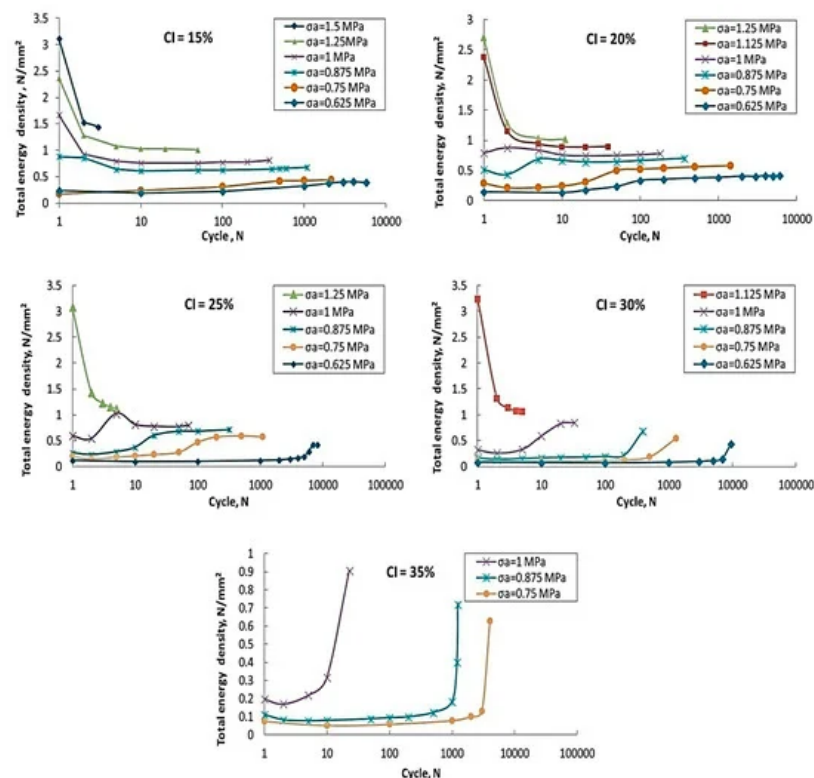 CI = 15%
σa=1.5 MPa
σa=1.25MPa
σa=1 MPa
σa=0.875 MPa
σa=0.75 MPa
σa=0.625 MPa
Total energy density , N/mm²
3.5
3
2.5
2
1.5
1
0.5
0
1 10 100 1000 10000
Cycle , N
CI = 20%
σa=1.25 MPa
σa=1.125 MPa
σa=1 MPa
σa=0.875 MPa
σa=0.75 MPa
σa=0.625 MPa
Total energy density, N/mm²
3
2.5
2
1.5
1
0.5
0
1 10 100 1000 10000
Cycle, N
CI = 25%
σa=1.25 MPa
σa=1 MPa
σa=0.875 MPa
σa=0.75 MPa
σa=0.625 MPa
Total energy density, N/mm²
3.5
3
2.5
2
1.5
1
0.5
0
1 10 100 1000 10000 100000
Cycle, N
CI = 30%
σa=1.125 MPa
σa=1 MPa
σa=0.875 MPa
σa=0.75 MPa
σa=0.625 MPa
Total energy density, N/mm²
3.5
3
2.5
2
1.5
1
0.5
0
1 10 100 1000 10000 100000
Cycle, N
CI = 35%
σa=1 MPa
σa=0.875 MPa
σa=0.75 MPa
Total energy density, N/mm²
1
0.9
0.8
0.7
0.6
0.5
0.4
0.3
0.2
0.1
0
1 10 100 1000 10000 100000
Cycle, N